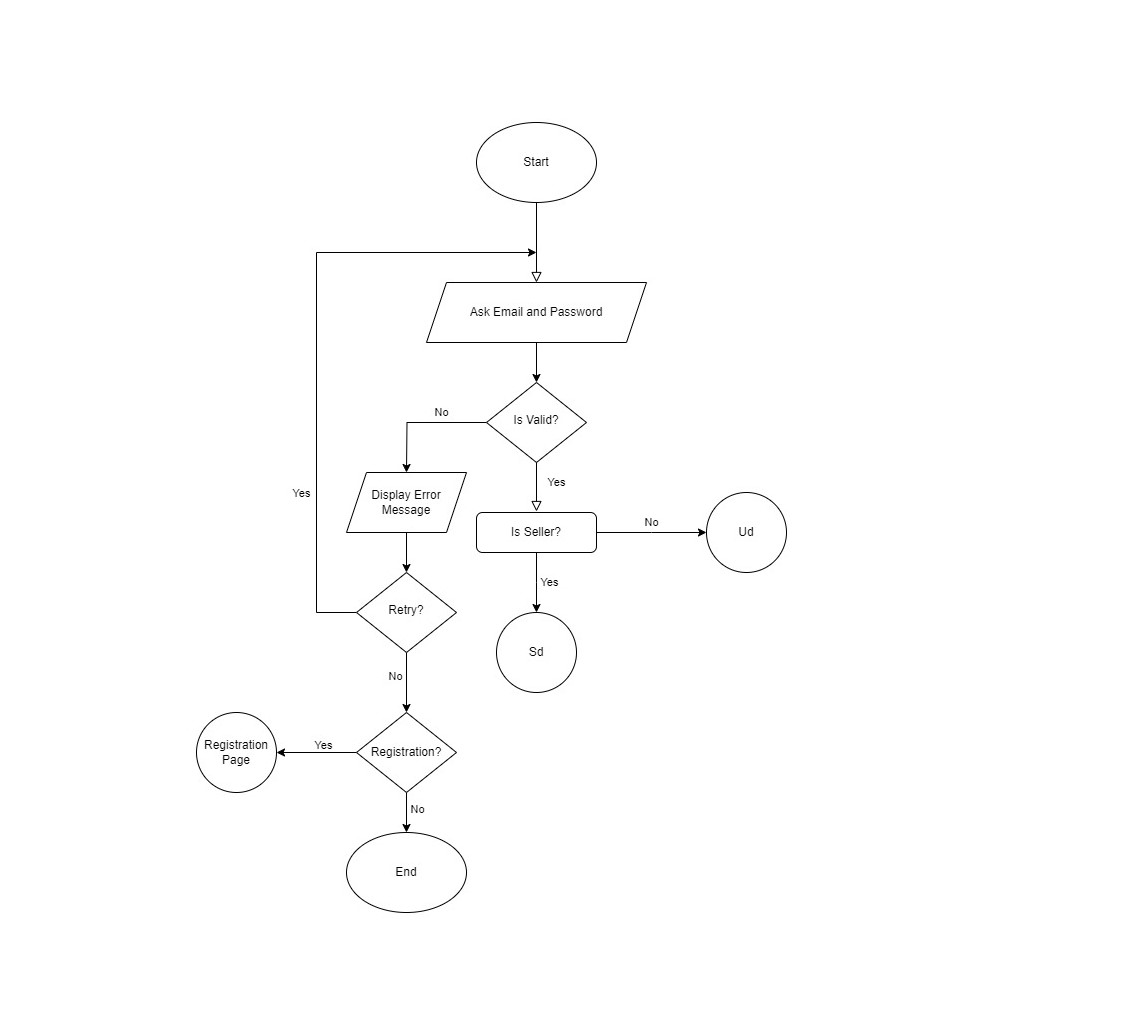 Start
Ask Email and Password
No
Is Valid?
Yes
Display Error
Message
Yes
Is Seller?
No
Ud
Yes
Retry?
Sd
No
Registration
Page
Yes
Registration?
No
End